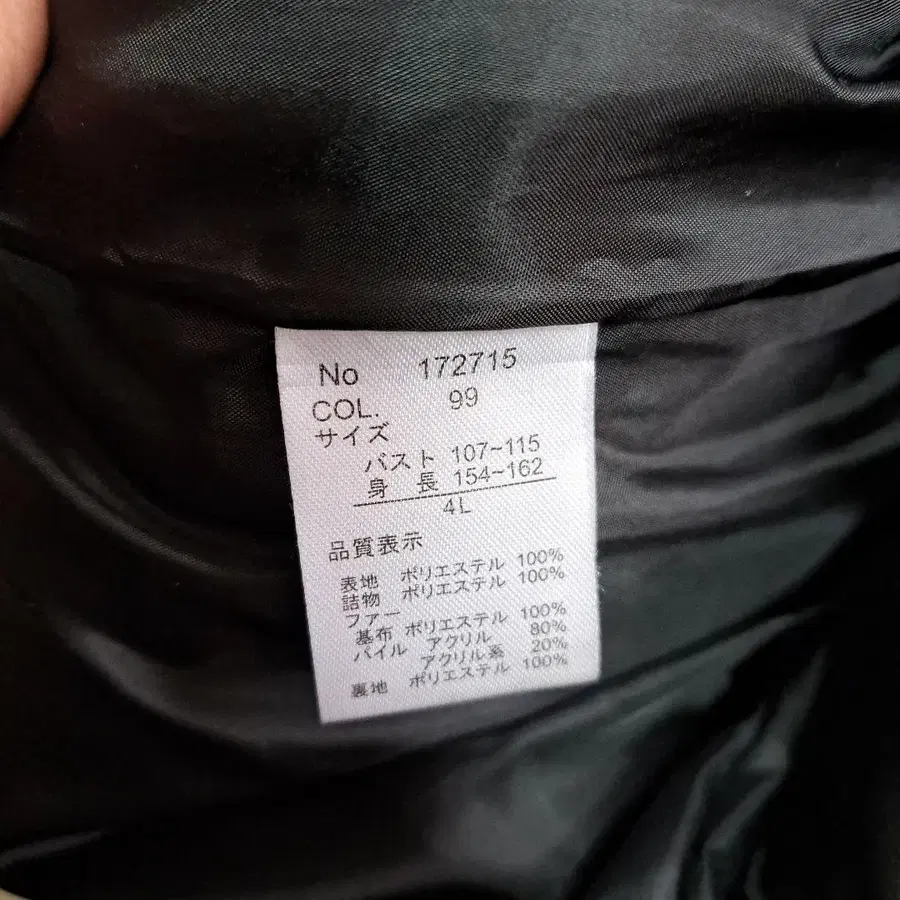 No 172715
COL. 99
サイズ
バスト 107~115
身 長 154~162
4L
品質表示
表地 ポリエステル 100%
詰物 ポリエステル 100%
ファー
基布 ポリエステル 100%
パイル アクリル 80%
アクリル系 20%
裏地 ポリエステル 100%